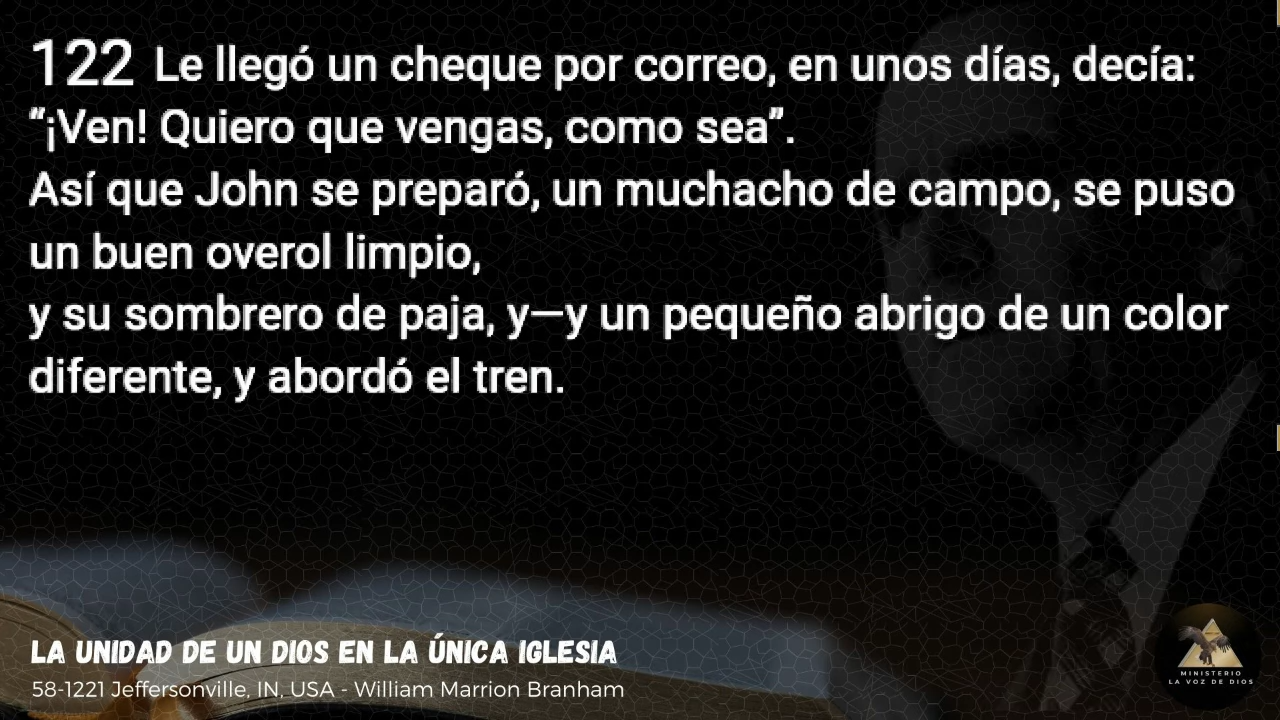 122 Le llegó un cheque por correo, en unos días, decía:
“¡Ven! Quiero que vengas, como sea”.
Así que John se preparó, un muchacho de campo, se puso
un buen overol limpio,
y su sombrero de paja, y—y un pequeño abrigo de un color
diferente, y abordó el tren.
LA UNIDAD DE UN DIOS EN LA ÚNICA IGLESIA
58-1221 Jeffersonville, IN, USA - William Marrion Branham
MINISTERIO
LA VOZ DE DIOS